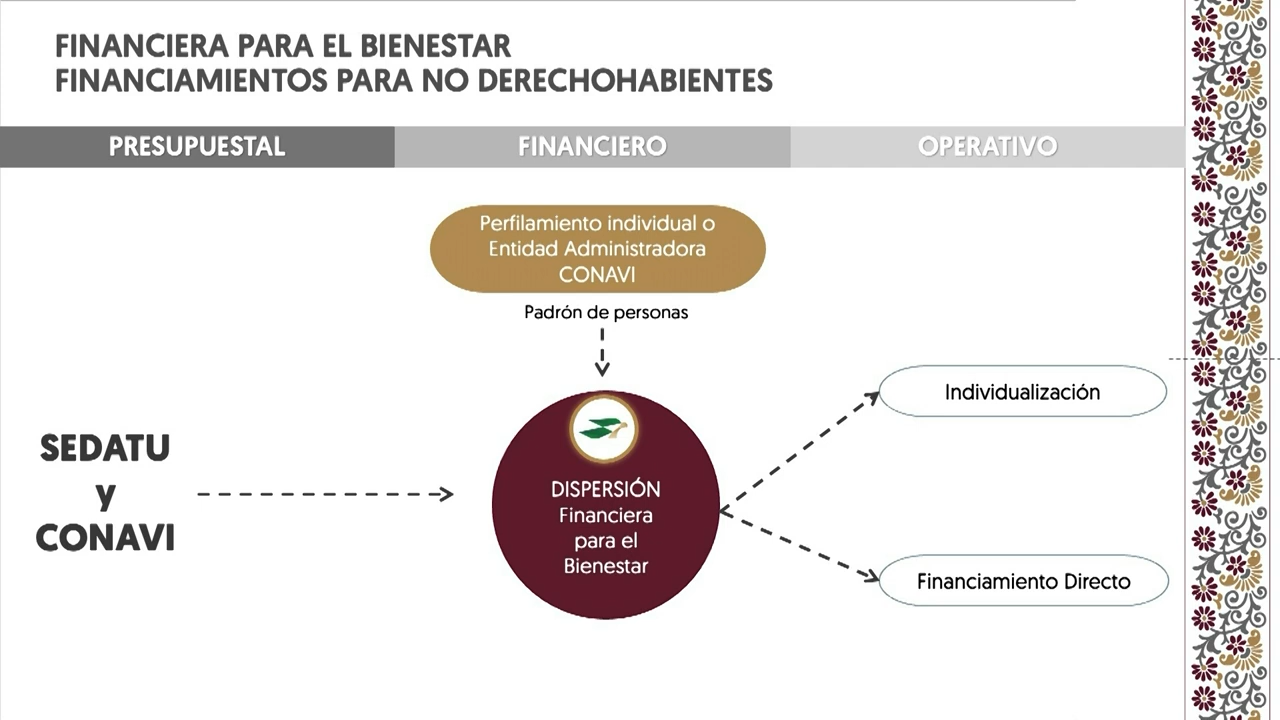 FINANCIERA PARA EL BIENESTAR
FINANCIAMIENTOS PARA NO DERECHOHABIENTES
PRESUPUESTAL
FINANCIERO
OPERATIVO
Perfilamiento individual o
Entidad Administradora
CONAVI
Padrón de personas
SEDATU
y
CONAVI
DISPERSIÓN
Financiera
para el
Bienestar
Individualización
Financiamiento Directo